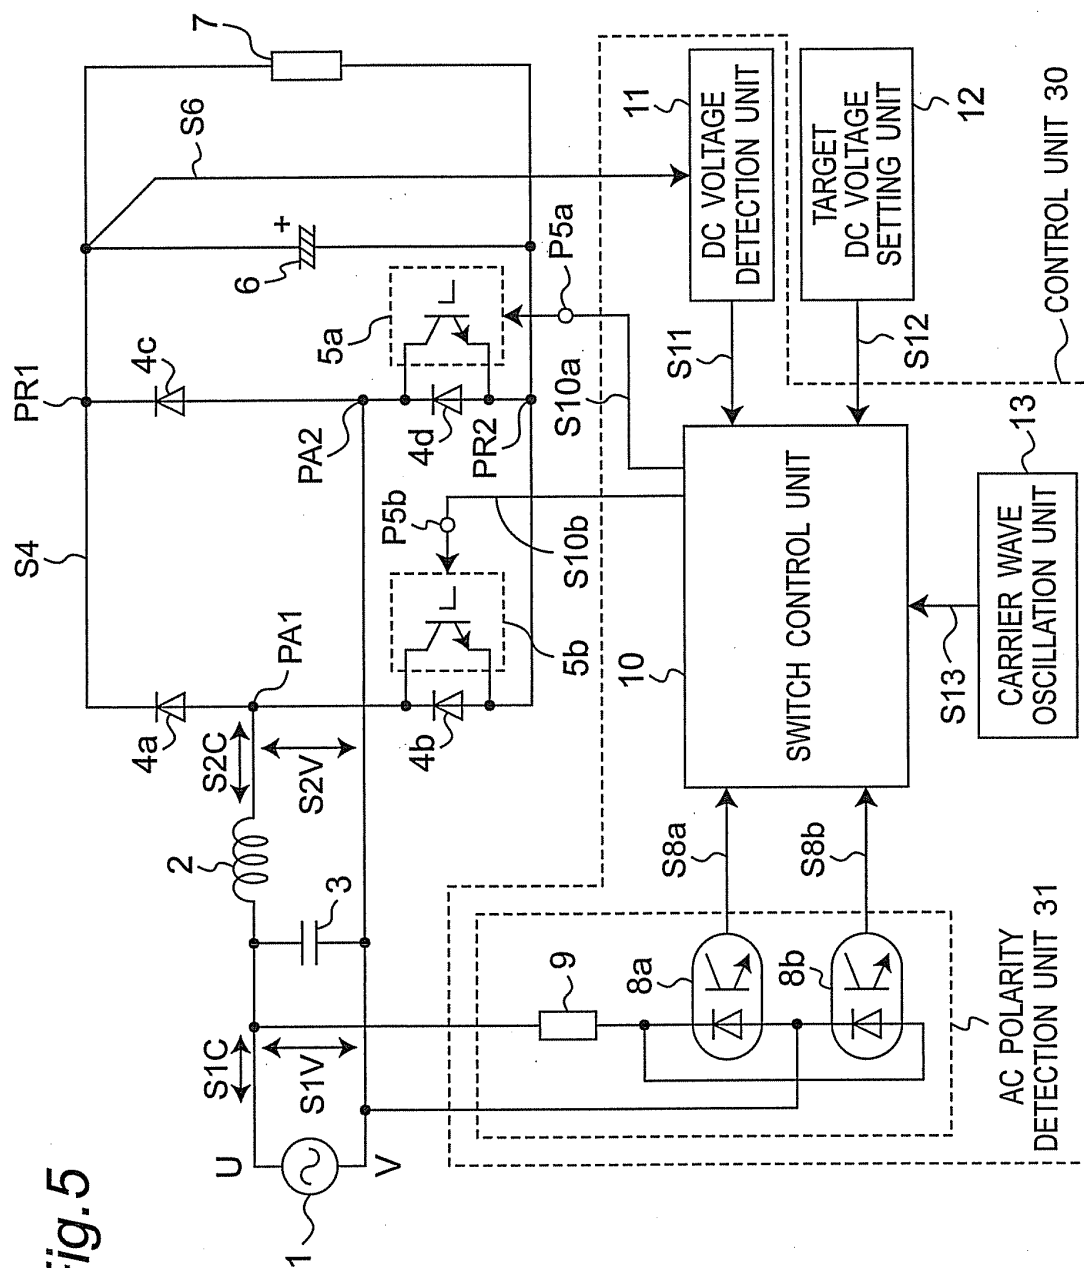 Fig.5
U
V
1
S1C
S1V
2
3
S2C
S2V
PA1
4a
4b
S4
PR1
4c
PA2
4d
PR2
5a
5b
P5a
P5b
S10a
S10b
6
+
S6
7
9
8a
8b
AC POLARITY
DETECTION UNIT 31
S8a
S8b
10
SWITCH CONTROL UNIT
S11
S12
S13
11
DC VOLTAGE
DETECTION UNIT
TARGET
DC VOLTAGE
SETTING UNIT
12
13
CARRIER WAVE
OSCILLATION UNIT
CONTROL UNIT 30